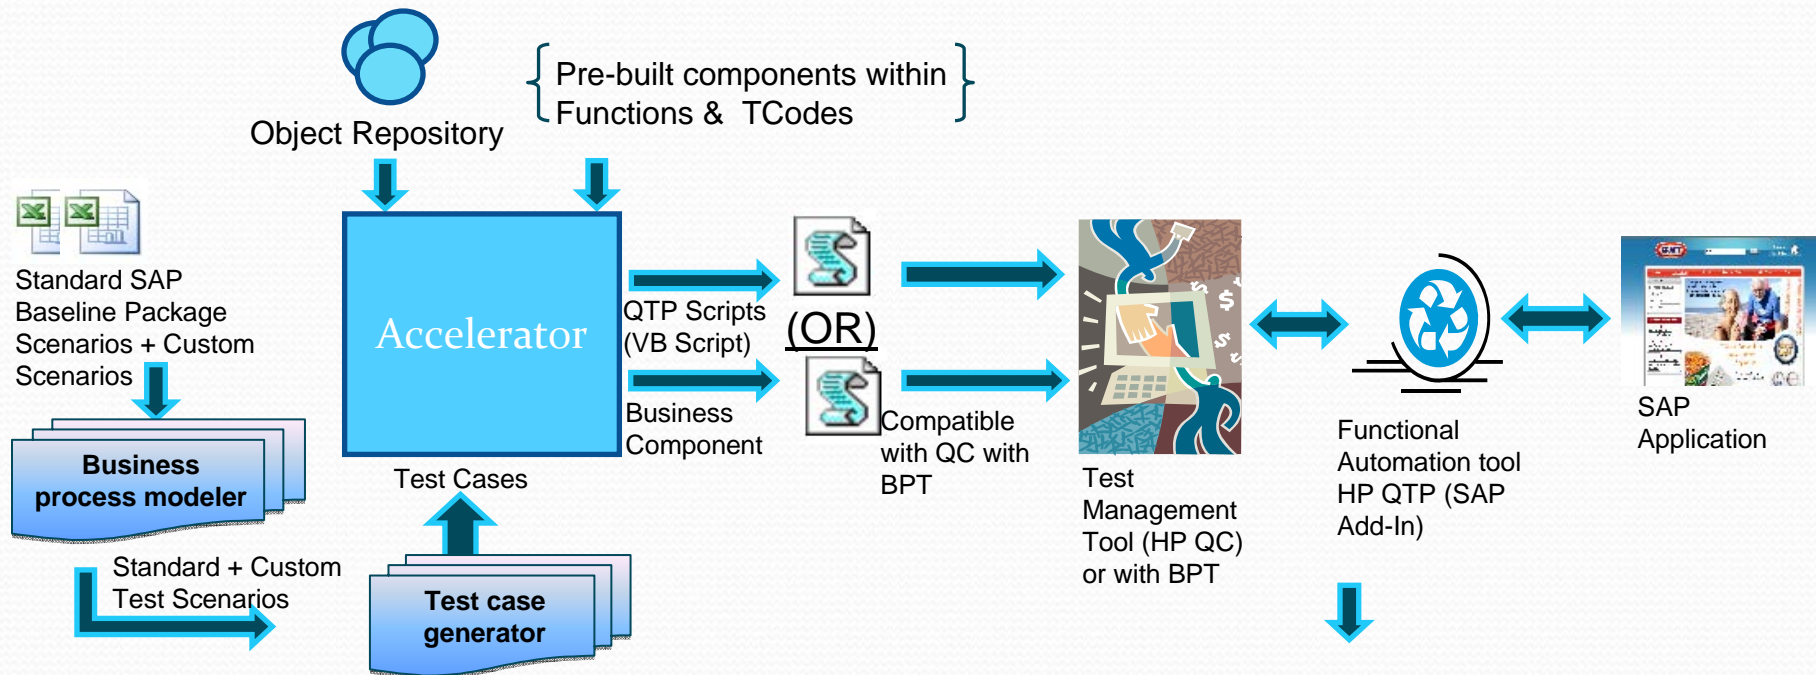 Pre-built components within
Functions & TCodes
Object Repository
Standard SAP
Baseline Package
Scenarios + Custom
Scenarios
Accelerator
QTP Scripts
(VB Script)
(OR)
Business
Component
Compatible
with QC with
BPT
Test Cases
Business
process modeler
Standard + Custom
Test Scenarios
Test case
generator
Test
Management
Tool (HP QC)
or with BPT
Functional
Automation tool
HP QTP (SAP
Add-In)
SAP
Application